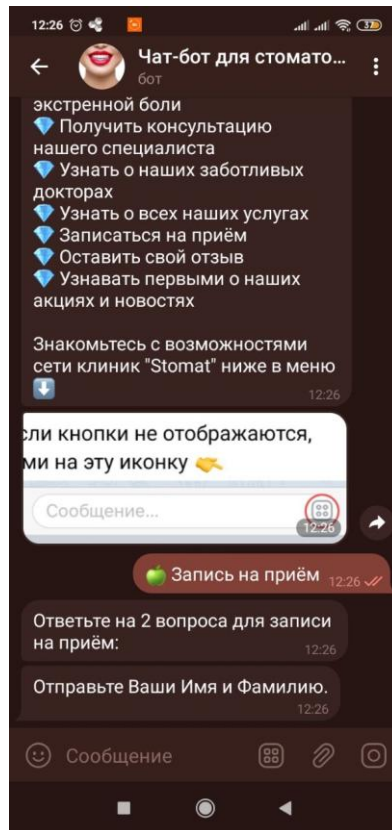 12:26
32
Чат-бот для стомато...
бот
экстренной боли
💎 Получить консультацию
нашего специалиста
💎 Узнать о наших заботливых
докторах
💎 Узнать о всех наших услугах
💎 Записаться на приём
💎 Оставить свой отзыв
💎 Узнавать первыми о наших
акциях и новостях
Знакомьтесь с возможностями
сети клиник "Stomat" ниже в меню
⬇️
12:26
сли кнопки не отображаются,
ми на эту иконку 👈
Сообщение...
12:26
🍏 Запись на приём 12:26
Ответьте на 2 вопроса для записи
на приём:
12:26
Отправьте Ваши Имя и Фамилию.
12:26
Сообщение